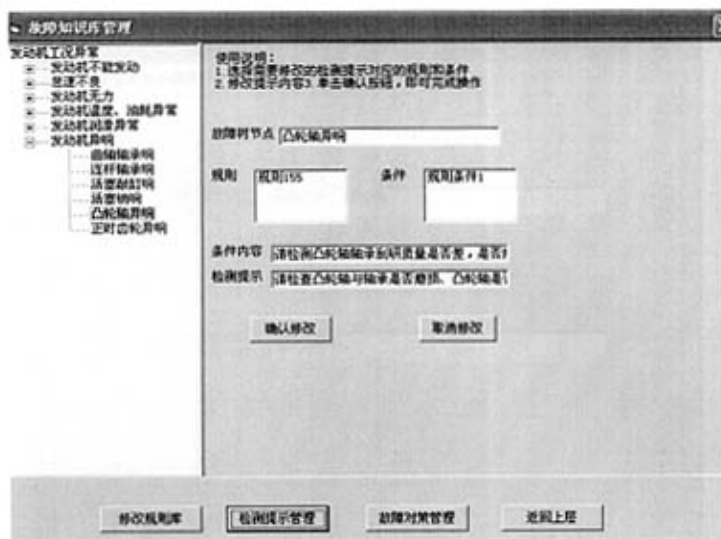 故障知识库管理
发动机工况异常
发动机不能发动
怠速不良
发动机无力
发动机温度、油耗异常
发动机润滑异常
发动机异响
曲轴轴承响
连杆轴承响
活塞敲缸响
活塞销响
凸轮轴异响
正时齿轮异响
使用说明:
1.选择需要修改的检测提示对应的规则和条件
2.修改提示内容3.单击确认按钮,即可完成操作
故障树节点 凸轮轴异响
规则 规则155 条件 规则条件1
条件内容 请检测凸轮轴轴承刮研质量是否差,是否
检测提示 请检查凸轮轴与轴承是否磨损、凸轮轴是
确认修改 取消修改
修改规则库 检测提示管理 故障对策管理 返回上层